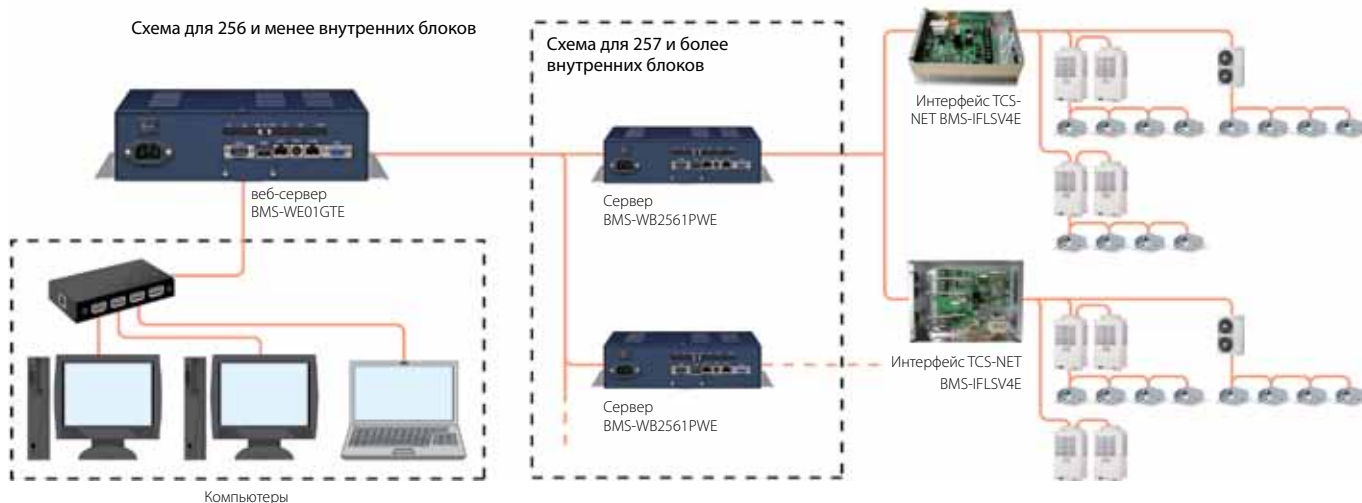 Схема для 256 и менее внутренних блоков
Схема для 257 и более
внутренних блоков
веб-сервер
BMS-WE01GTE
Сервер
BMS-WB2561PWE
Сервер
BMS-WB2561PWE
Интерфейс TCS-
NET BMS-IFLSV4E
Интерфейс TCS-NET
BMS-IFLSV4E
Компьютеры